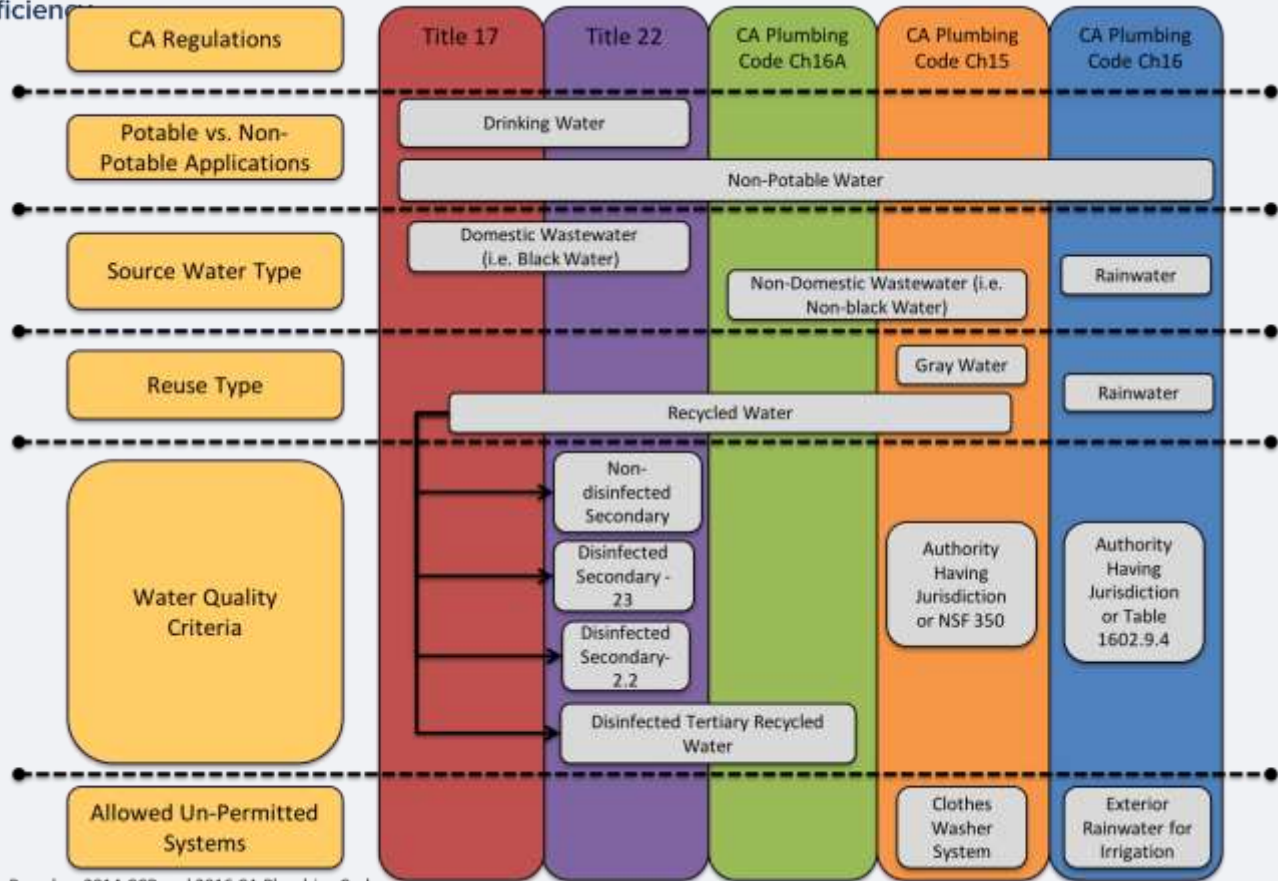 CA Regulations
Title 17
Title 22
CA Plumbing
Code Ch16A
CA Plumbing
Code Ch15
CA Plumbing
Code Ch16
Potable vs. Non-
Potable Applications
Drinking Water
Non-Potable Water
Source Water Type
Domestic Wastewater
(i.e. Black Water)
Non-Domestic Wastewater (i.e.
Non-black Water)
Rainwater
Reuse Type
Gray Water
Rainwater
Recycled Water
Water Quality
Criteria
Non-
disinfected
Secondary
Disinfected
Secondary -
23
Disinfected
Secondary-
2.2
Disinfected Tertiary Recycled
Water
Authority
Having
Jurisdiction
or NSF 350
Authority
Having
Jurisdiction
or Table
1602.9.4
Allowed Un-Permitted
Systems
Clothes
Washer
System
Exterior
Rainwater for
Irrigation